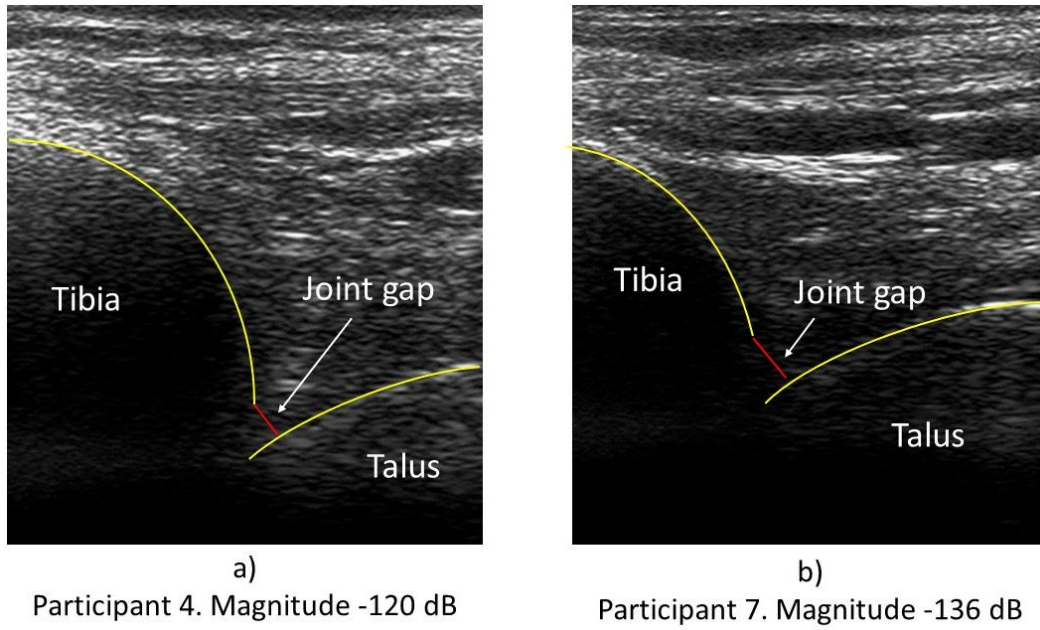 Tibia
Joint gap
Talus
a)
Participant 4. Magnitude -120 dB
Tibia
Joint gap
Talus
b)
Participant 7. Magnitude -136 dB